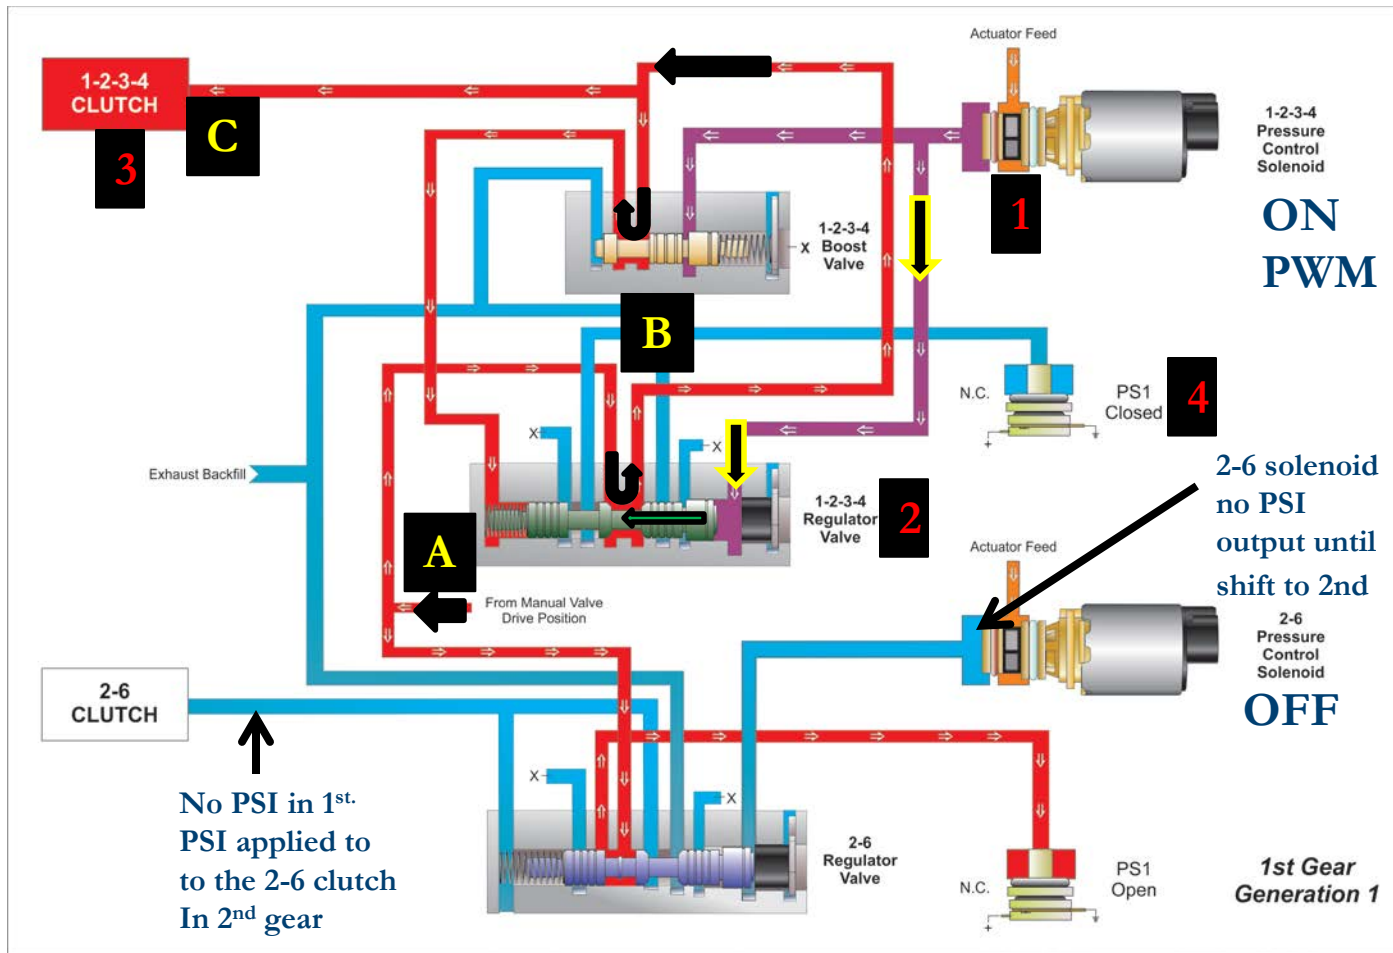 Actuator Feed
1-2-3-4
CLUTCH
C
3
1
1-2-3-4
Pressure
Control
Solenoid
ON
PWM
X
1-2-3-4
Boost
Valve
B
N.C.
PS1
Closed
4
+
X
X
Exhaust Backfill
1-2-3-4
Regulator
Valve
2
2-6 solenoid
no PSI
output until
shift to 2nd
A
From Manual Valve
Drive Position
Actuator Feed
2-6
Pressure
Control
Solenoid
OFF
2-6
CLUTCH
No PSI in 1st.
PSI applied to
to the 2-6 clutch
In 2nd gear
X
X
2-6
Regulator
Valve
N.C.
PS1
Open
+
1st Gear
Generation 1